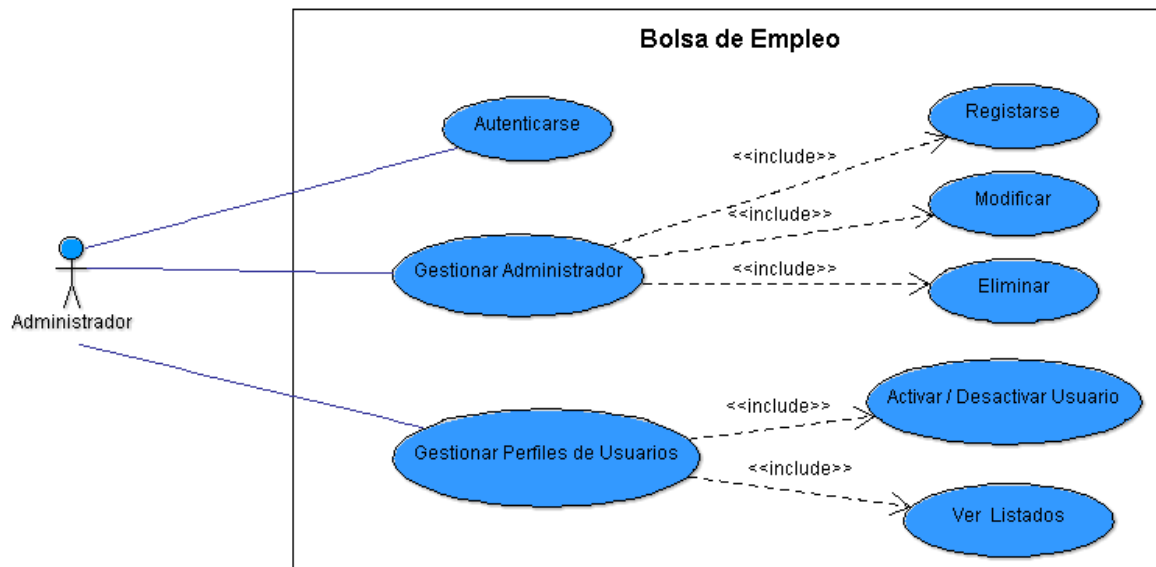 Bolsa de Empleo
Autenticarse
Registarse
<<include>>
Modificar
<<include>>
Gestionar Administrador
<<include>>
Eliminar
Administrador
Activar / Desactivar Usuario
<<include>>
Gestionar Perfiles de Usuarios
<<include>>
Ver Listados